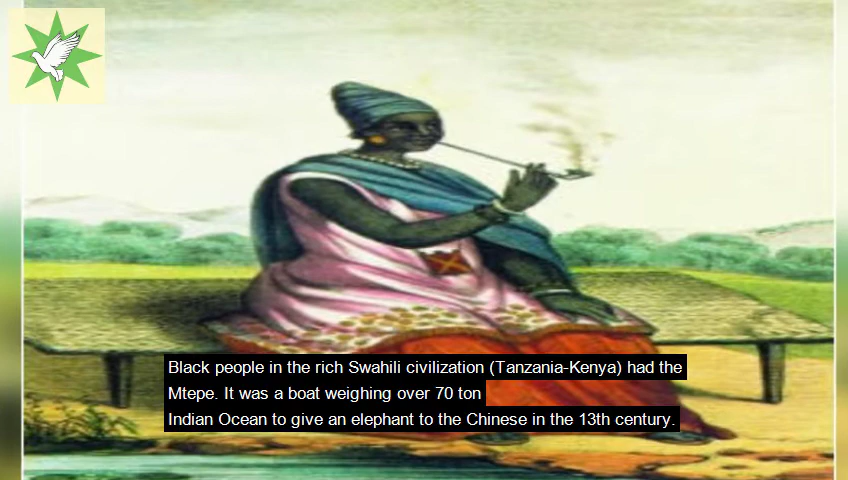 Black people in the rich Swahili civilization (Tanzania-Kenya) had the
Mtepe. It was a boat weighing over 70 ton
Indian Ocean to give an elephant to the Chinese in the 13th century.